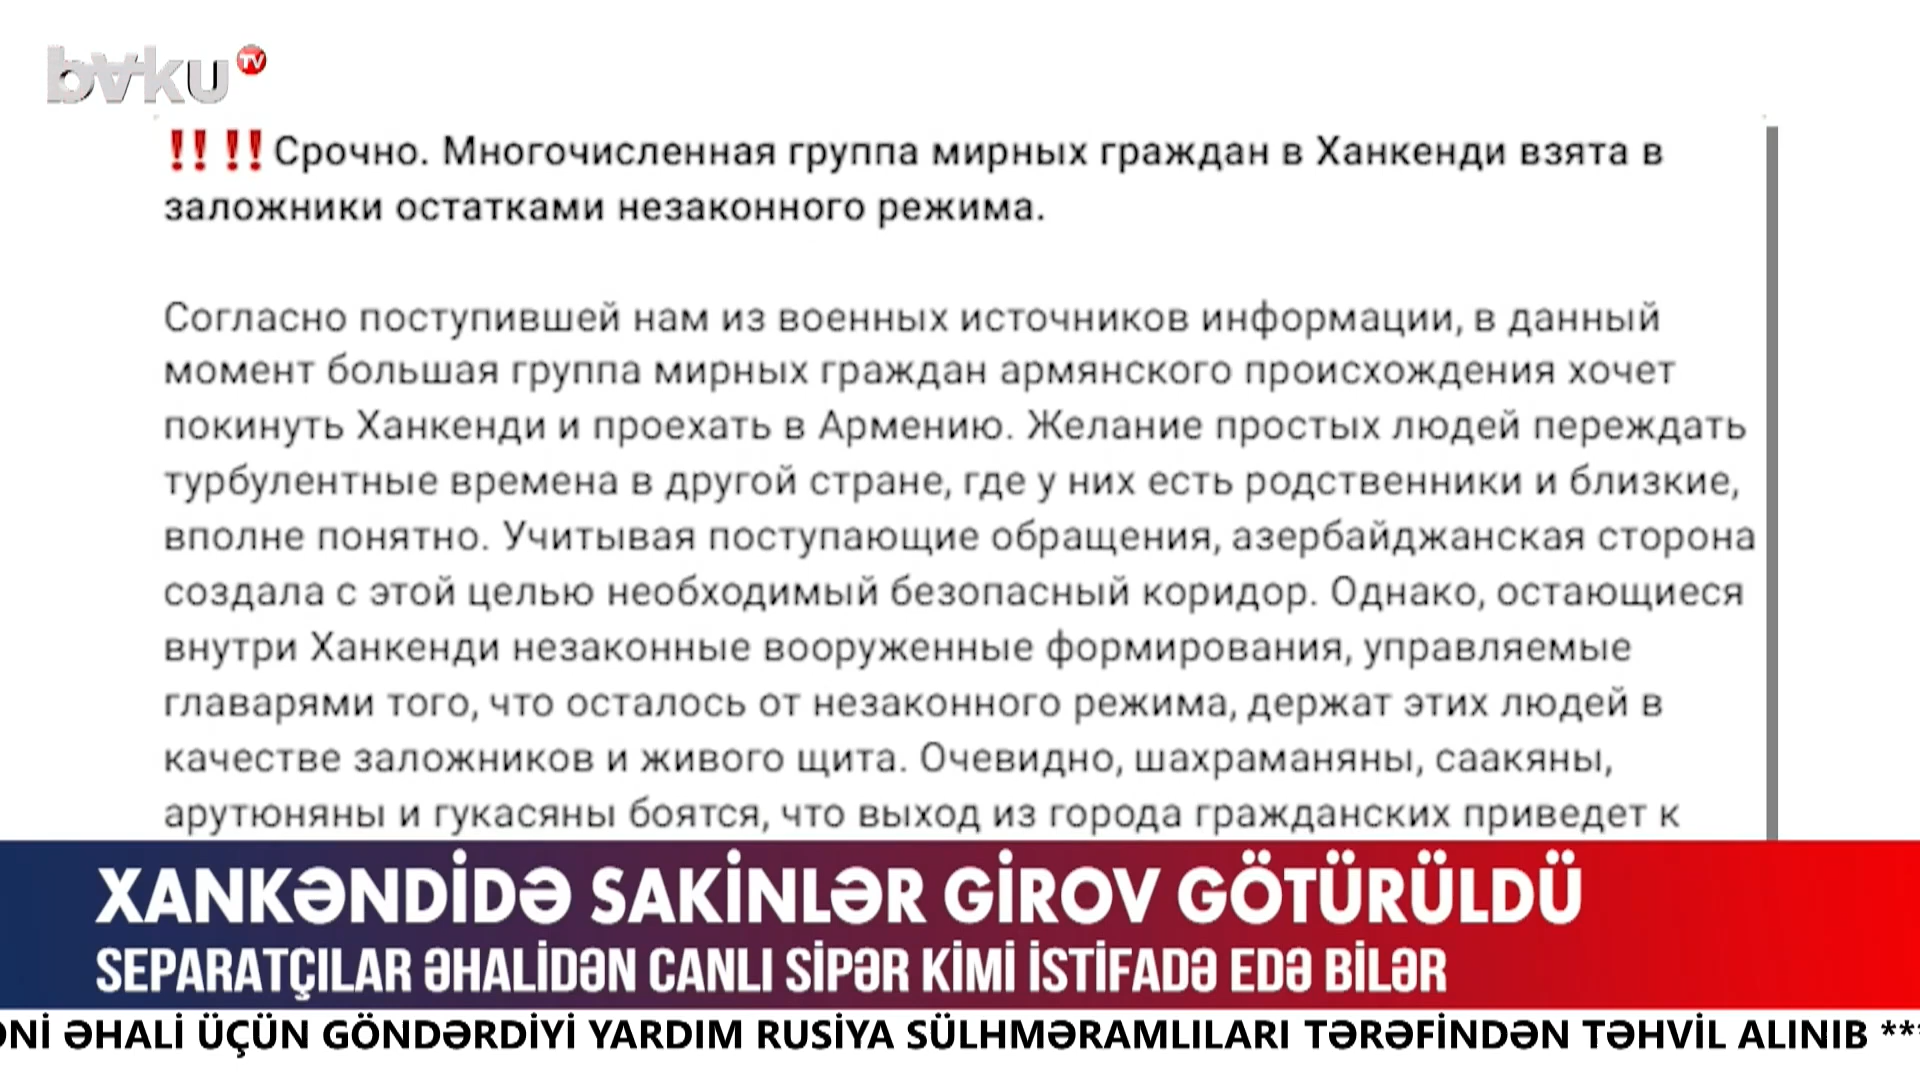 bakuTV
‼️‼️Срочно. Многочисленная группа мирных граждан в Ханкенди взята в
заложники остатками незаконного режима.
Согласно поступившей нам из военных источников информации, в данный
момент большая группа мирных граждан армянского происхождения хочет
покинуть Ханкенди и проехать в Армению. Желание простых людей переждать
турбулентные времена в другой стране, где у них есть родственники и близкие,
вполне понятно. Учитывая поступающие обращения, азербайджанская сторона
создала с этой целью необходимый безопасный коридор. Однако, остающиеся
внутри Ханкенди незаконные вооруженные формирования, управляемые
главарями того, что осталось от незаконного режима, держат этих людей в
качестве заложников и живого щита. Очевидно, шахраманяны, саакяны,
арутюняны и гукасяны боятся, что выход из города гражданских приведет к
XANKƏNDİDƏ SAKİNLƏR GİROV GÖTÜRÜLDÜ
SEPARATÇILAR ƏHALİDƏN CANLI SİPƏR KİMİ İSTİFADƏ EDƏ BİLƏR
ƏNİ ƏHALİ ÜÇÜN GÖNDƏRDİYİ YARDIM RUSİYA SÜLHMƏRAMLILARI TƏRƏFİNDƏN TƏHVİL ALINIB ***